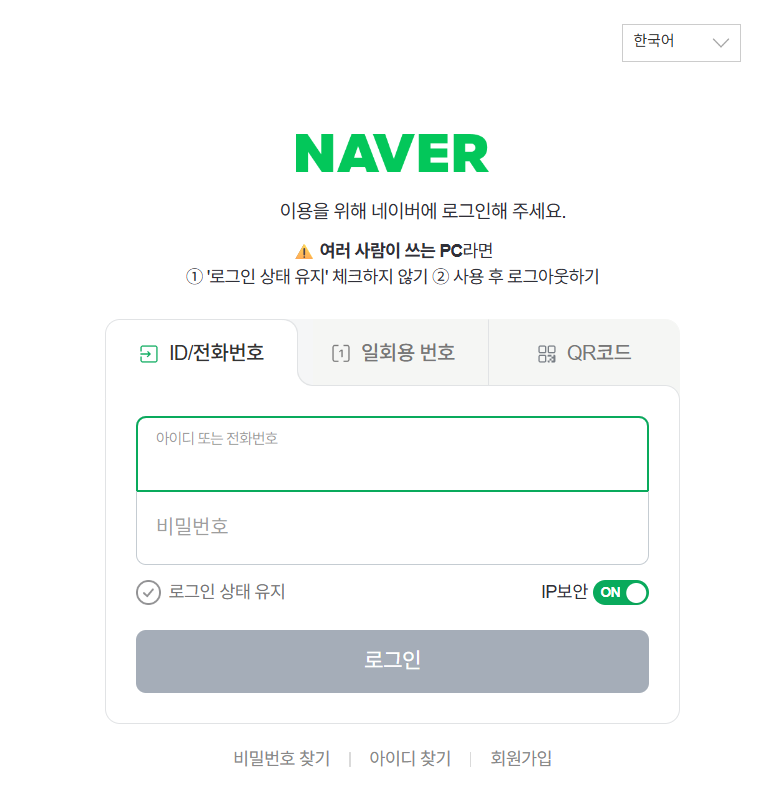 한국어
NAVER
이용을 위해 네이버에 로그인해 주세요.
여러 사람이 쓰는 PC라면
① '로그인 상태 유지' 체크하지 않기 ② 사용 후 로그아웃하기
ID/전화번호
1 일회용 번호
QR코드
아이디 또는 전화번호
비밀번호
로그인 상태 유지
IP보안 ON
로그인
비밀번호 찾기 | 아이디 찾기 | 회원가입